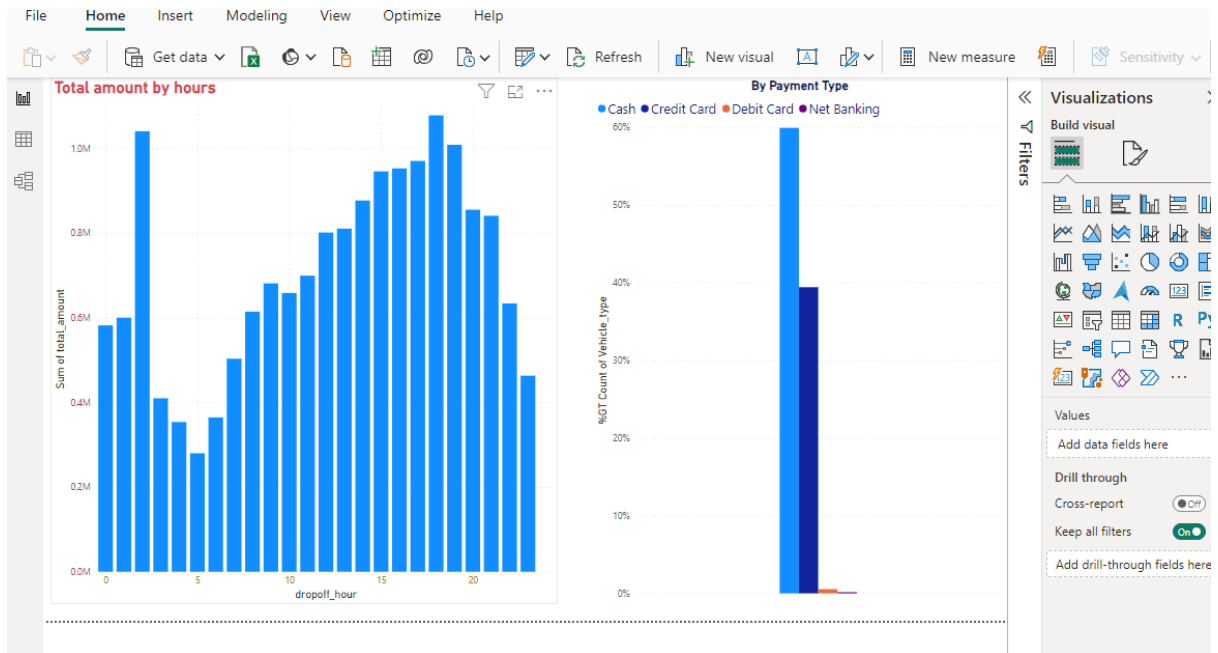 File Home Insert Modeling View Optimize Help
Get data Refresh New visual A New measure Sensitivity
Total amount by hours
Sum of total_amount
1.0M
0.8M
0.6M
0.4M
0.2M
0.0M
0 5 10 15 20
dropoff_hour
By Payment Type
Cash Credit Card Debit Card Net Banking
%GT Count of Vehicle_type
60%
50%
40%
30%
20%
10%
0%
Filters
Visualizations
Build visual
123
R Py
123
Values
Add data fields here
Drill through
Cross-report Off
Keep all filters On
Add drill-through fields here